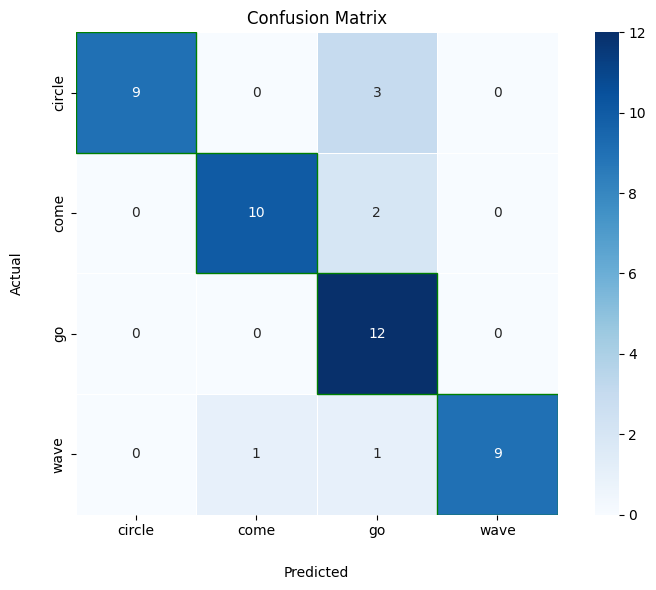 Confusion Matrix
circle 9 0 3 0
come 0 10 2 0
go 0 0 12 0
wave 0 1 1 9
circle come go wave
Predicted
Actual
12
10
8
6
4
2
0